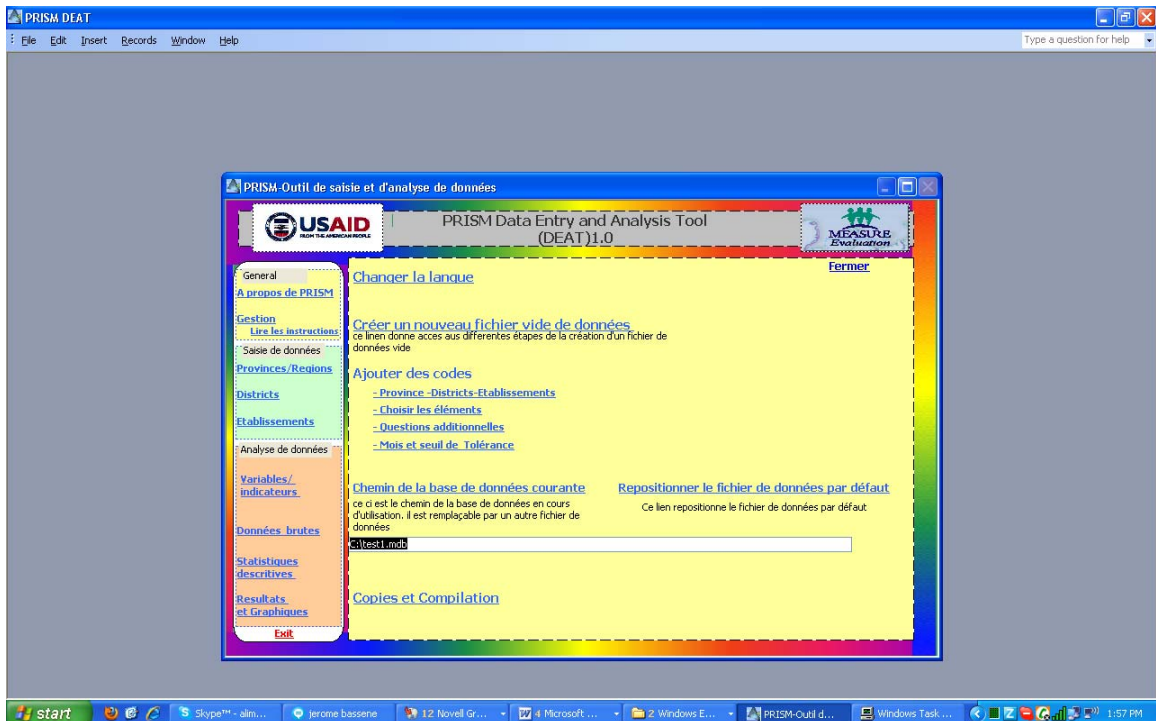 PRISM DEAT
File Edit Insert Records Window Help
Type a question for help
PRISM-Outil de saisie et d'analyse de données
USAID
FROM THE AMERICAN PEOPLE
PRISM Data Entry and Analysis Tool
(DEAT)1.0
MEASURE
Evaluation
General
A propos de PRISM
Gestion
Lire les instructions
Saisie de données
Provinces/Regions
Districts
Etablissements
Analyse de données
Variables/
indicateurs
Données brutes
Statistiques
descriptives
Resultats
et Graphiques
Exit
Fermer
Changer la langue
Créer un nouveau fichier vide de données
ce linen donne acces aus differentes étapes de la création d'un fichier de
données vide
Ajouter des codes
- Province -Districts-Etablissements
- Choisir les éléments
- Questions additionnelles
- Mois et seuil de Tolérance
Chemin de la base de données courante
ce ci est le chemin de la base de données en cours
d'utilisation. il est remplaçable par un autre fichier de
données
Repositionner le fichier de données par défaut
Ce lien repositionne le fichier de données par défaut
C:\test1.mdb
Copies et Compilation
start
Skype™ - alim...
jerome bassene
12 Novell Gr...
4 Microsoft ...
2 Windows E...
PRISM-Outil d...
Windows Task ...
1:57 PM